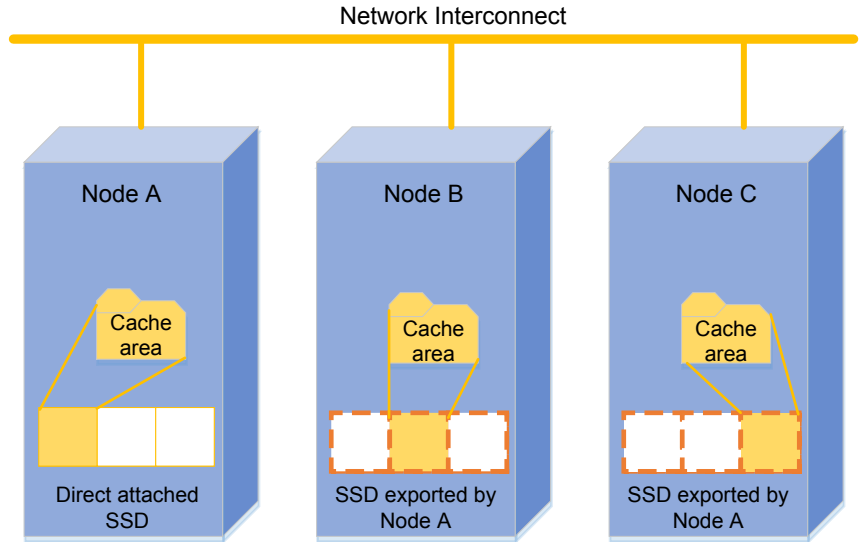 Network Interconnect
Node A
Node B
Node C
Cache
area
Cache
area
Cache
area
Direct attached
SSD
SSD exported by
Node A
SSD exported by
Node A